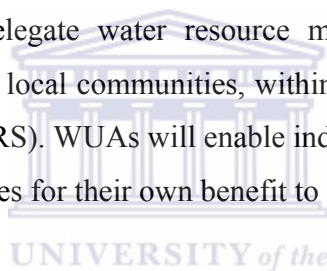 elegate water resource m
local communities, within
RS). WUAs will enable ind
es for their own benefit to
UNIVERSITY of the